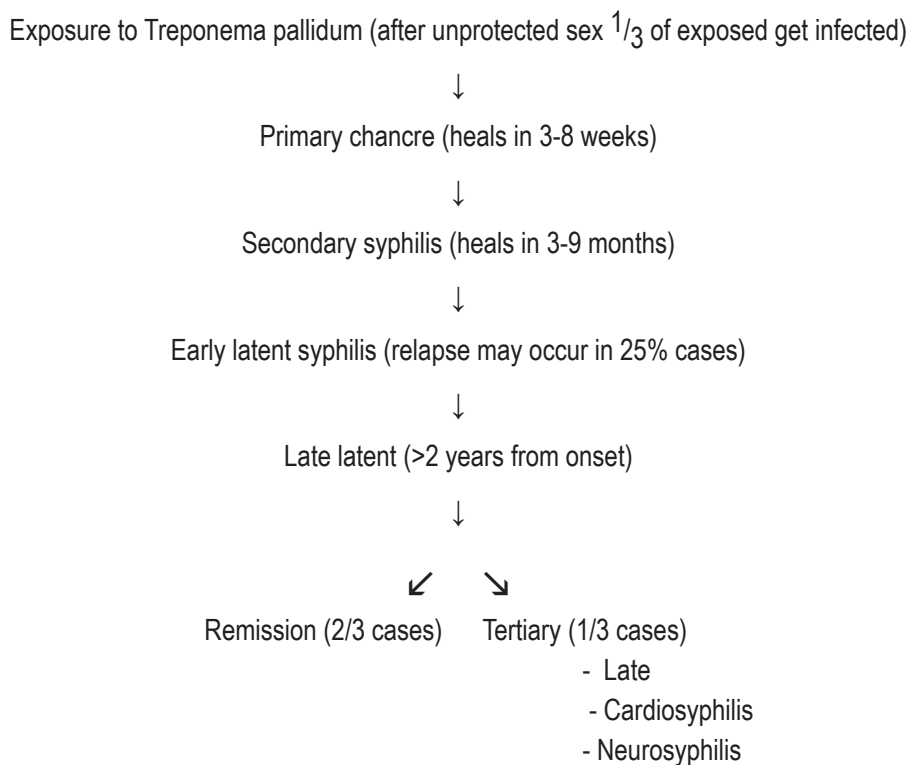 Exposure to Treponema pallidum (after unprotected sex 1/3 of exposed get infected)
↓
Primary chancre (heals in 3-8 weeks)
↓
Secondary syphilis (heals in 3-9 months)
↓
Early latent syphilis (relapse may occur in 25% cases)
↓
Late latent (>2 years from onset)
↓
↙ ↘
Remission (2/3 cases) Tertiary (1/3 cases)
- Late
- Cardiosyphilis
- Neurosyphilis